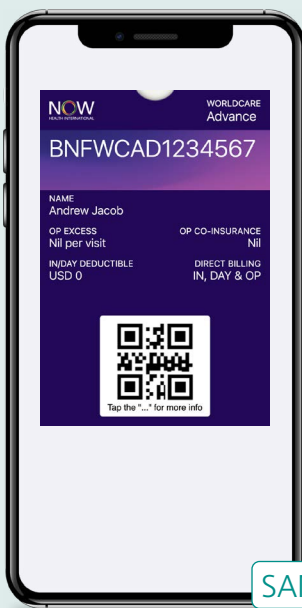 NOW
HEALTH INTERNATIONAL
WORLDCARE
Advance
BNFWCAD1234567
NAME
Andrew Jacob
OP EXCESS
Nil per visit
OP CO-INSURANCE
Nil
IN/DAY DEDUCTIBLE
USD 0
DIRECT BILLING
IN, DAY & OP
Tap the "..." for more info